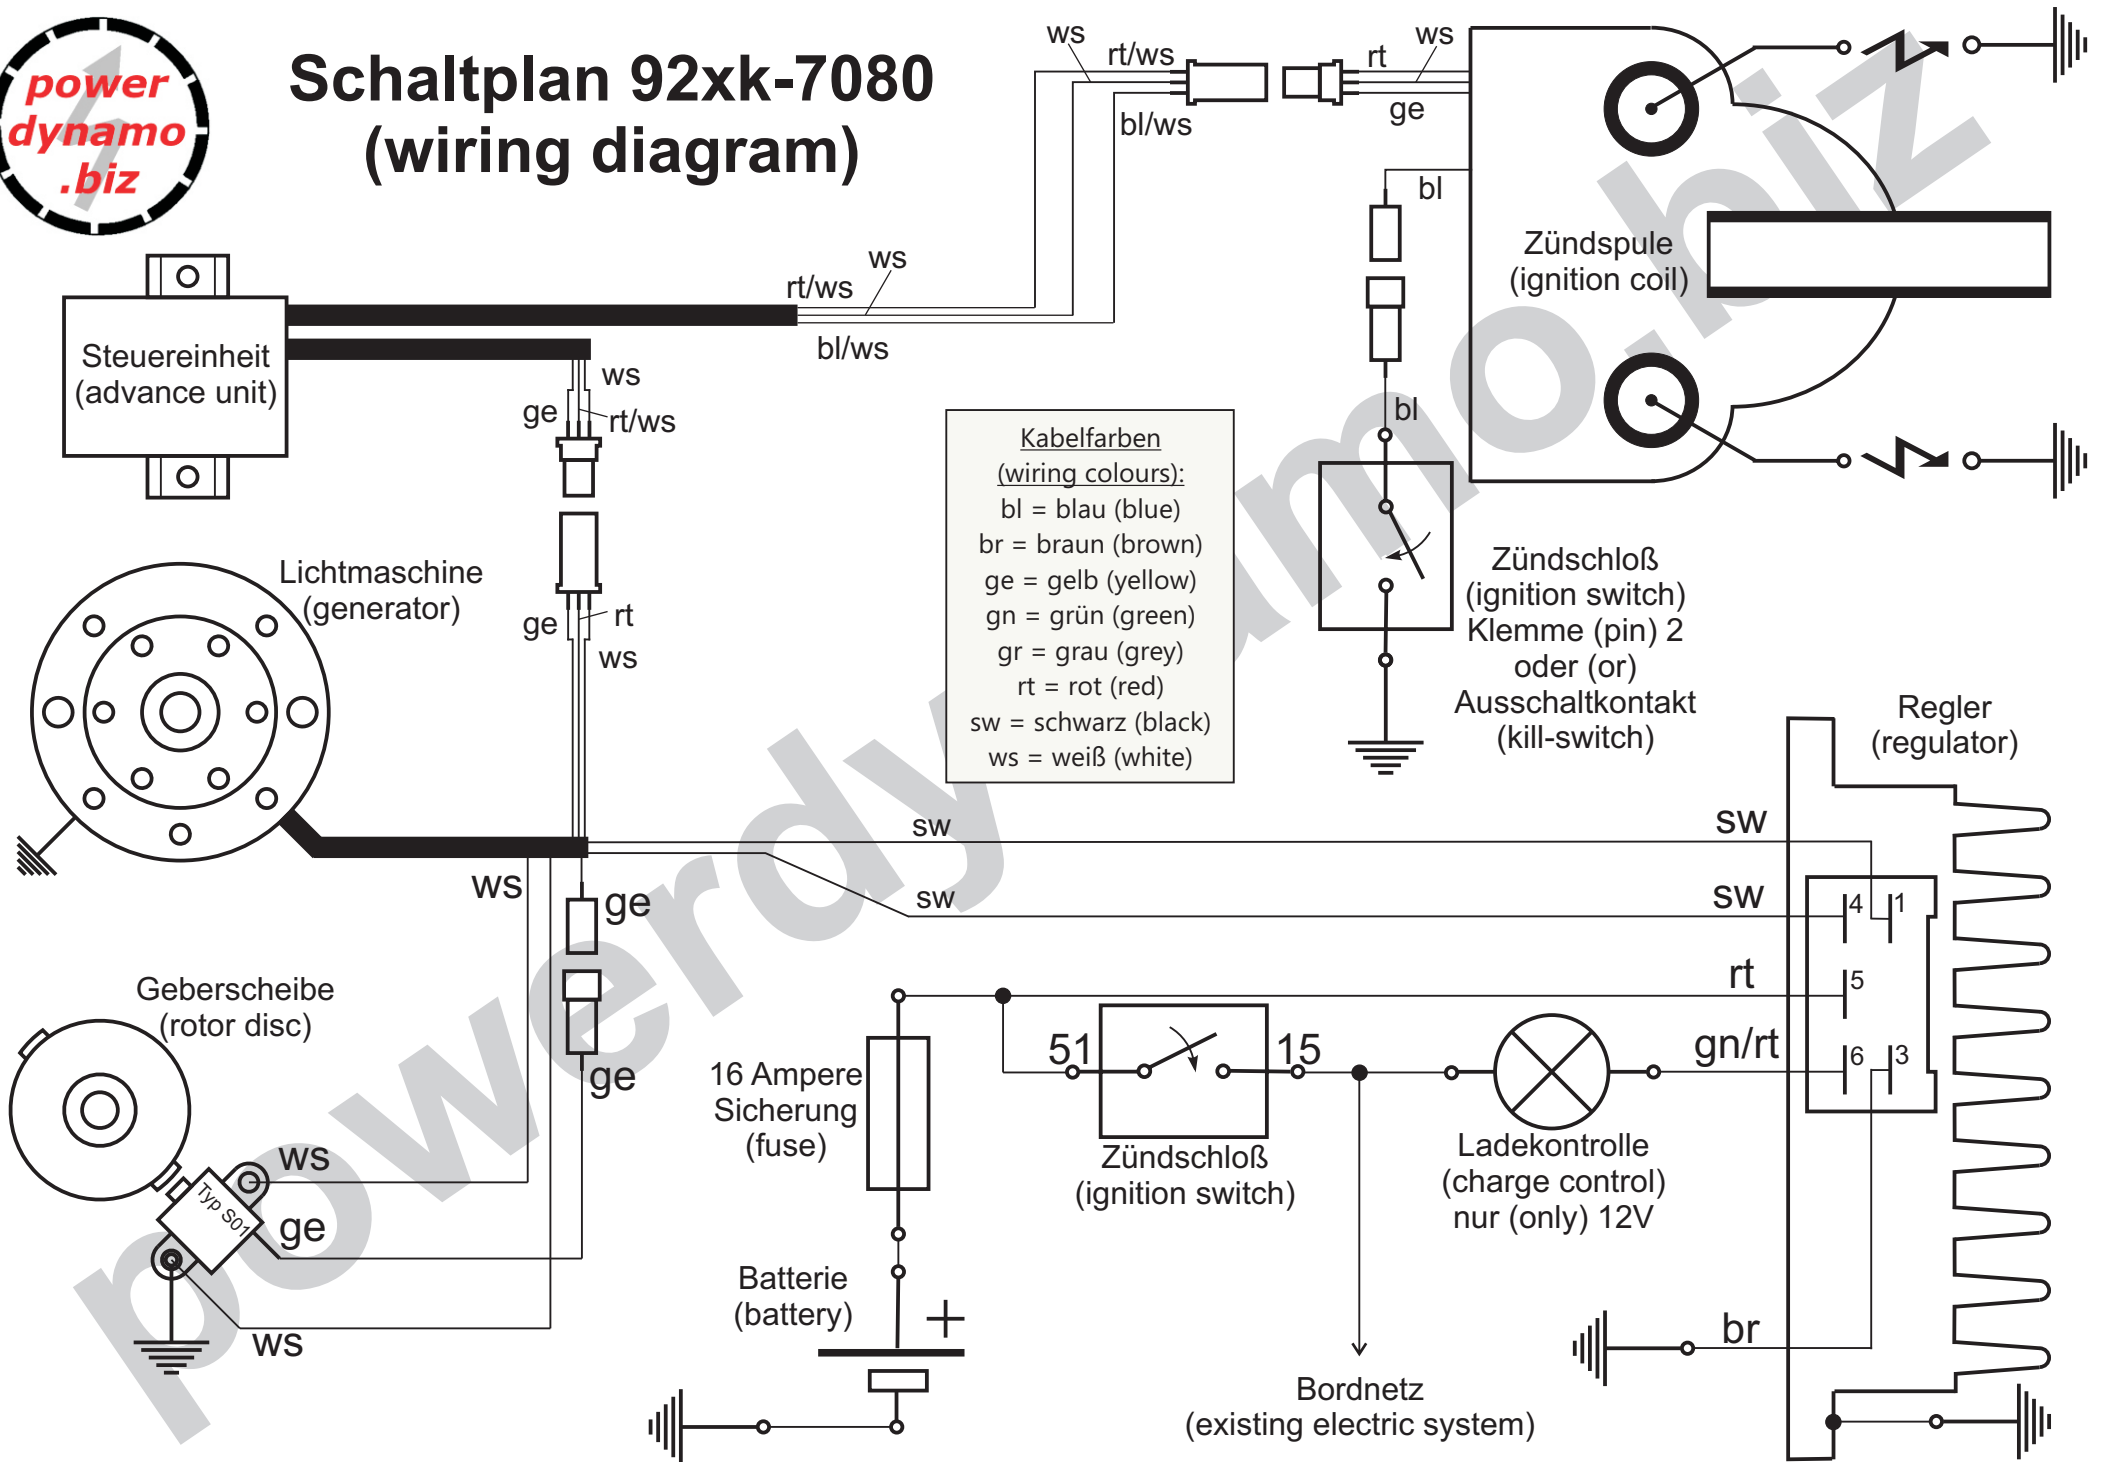 power
dynamo
.biz
Schaltplan 92xk-7080
(wiring diagram)
ws
rt/ws
bl/ws
rt
ws
ge
bl
Zündspule
(ignition coil)
rt/ws
ws
bl/ws
Steuereinheit
(advance unit)
ws
ge
rt/ws
bl
Kabelfarben
(wiring colours):
bl = blau (blue)
br = braun (brown)
ge = gelb (yellow)
gn = grün (green)
gr = grau (grey)
rt = rot (red)
sw = schwarz (black)
ws = weiß (white)
Zündschloß
(ignition switch)
Klemme (pin) 2
oder (or)
Ausschaltkontakt
(kill-switch)
Lichtmaschine
(generator)
ge
rt
ws
Regler
(regulator)
sw
sw
sw
sw
4
1
5
6
3
rt
gn/rt
br
ws
ge
ge
Geberscheibe
(rotor disc)
ws
Typ S01
ge
ws
16 Ampere
Sicherung
(fuse)
51
15
Zündschloß
(ignition switch)
Ladekontrolle
(charge control)
nur (only) 12V
Batterie
(battery)
+
Bordnetz
(existing electric system)
powerdynamo.biz